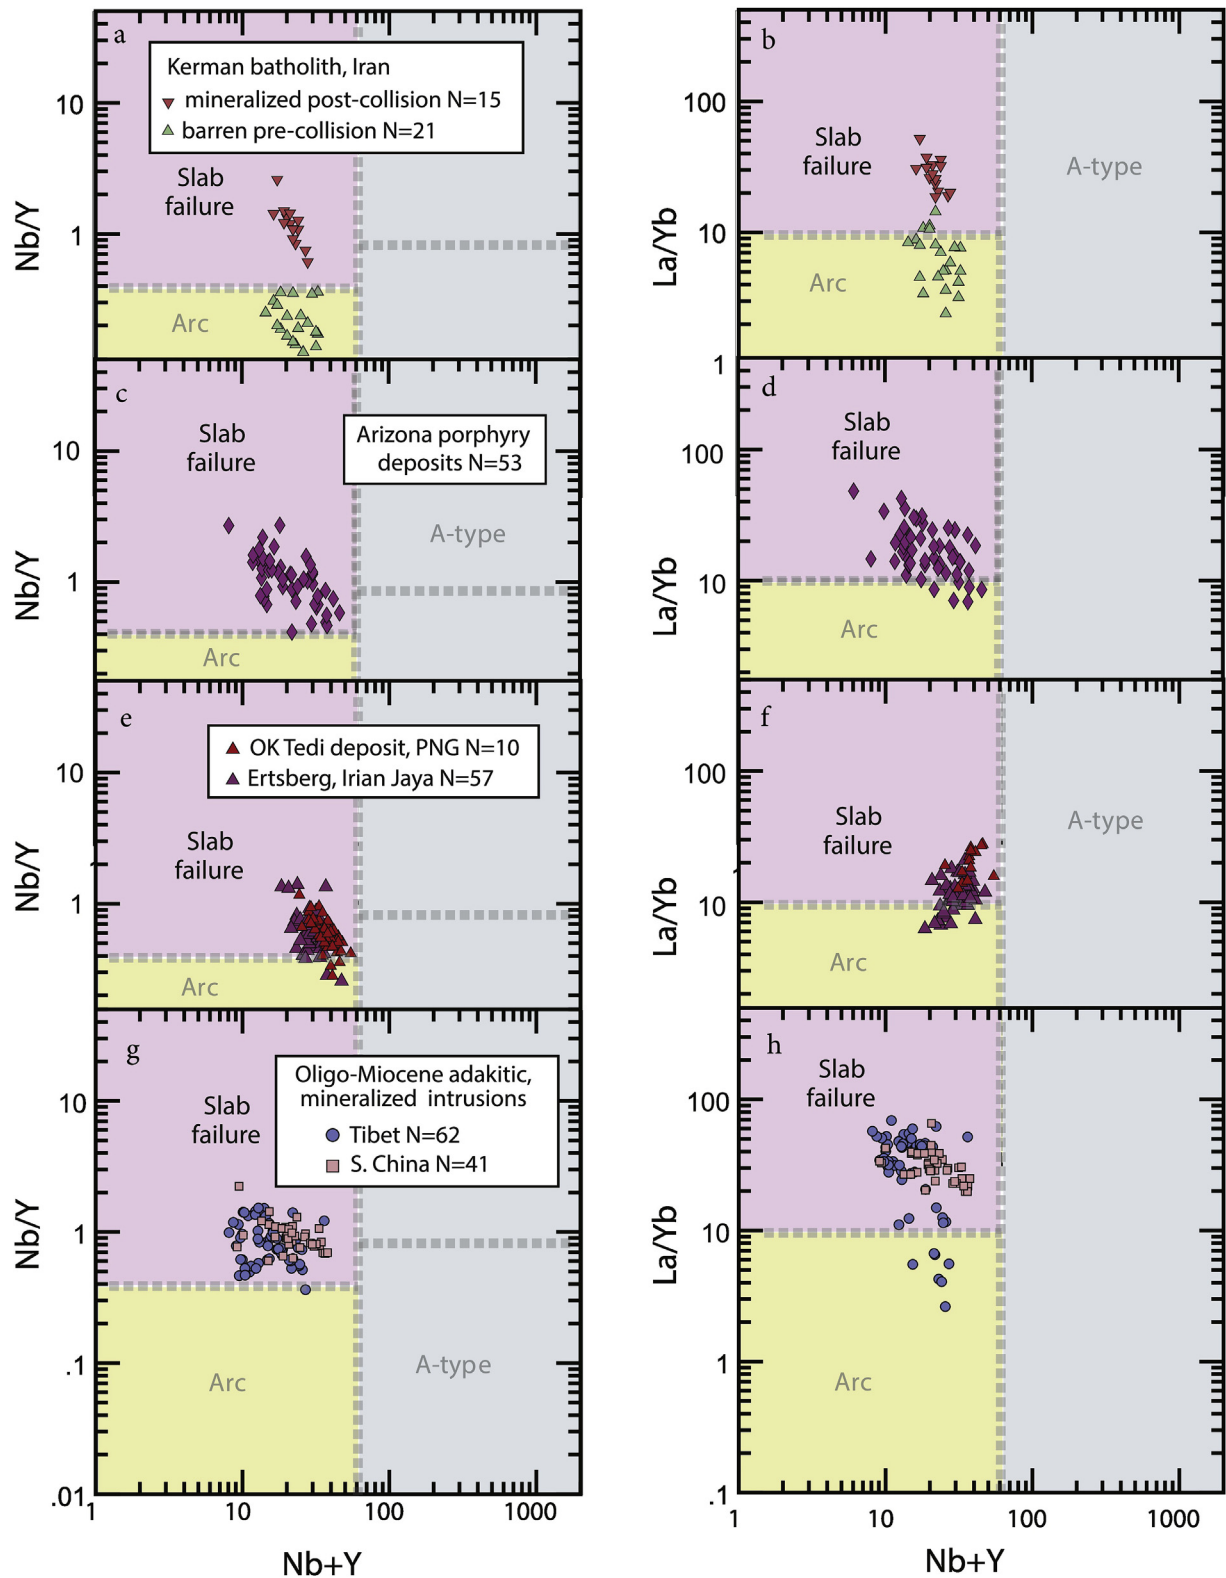 a
Kerman batholith, Iran
mineralized post-collision N=15
barren pre-collision N=21
10
1
Nb/Y
Slab
failure
Arc
b
100
10
1
La/Yb
Slab
failure
A-type
Arc
c
10
1
Nb/Y
Slab
failure
Arizona porphyry
deposits N=53
A-type
Arc
d
100
10
La/Yb
Slab
failure
Arc
e
OK Tedi deposit, PNG N=10
Ertsberg, Irian Jaya N=57
10
1
Nb/Y
Slab
failure
Arc
f
100
10
La/Yb
Slab
failure
A-type
Arc
g
Oligo-Miocene adakitic,
mineralized intrusions
Tibet N=62
S. China N=41
10
1
.1
.01
Nb/Y
Slab
failure
Arc
A-type
1
10
100
1000
Nb+Y
h
100
10
1
.1
La/Yb
Slab
failure
Arc
1
10
100
1000
Nb+Y